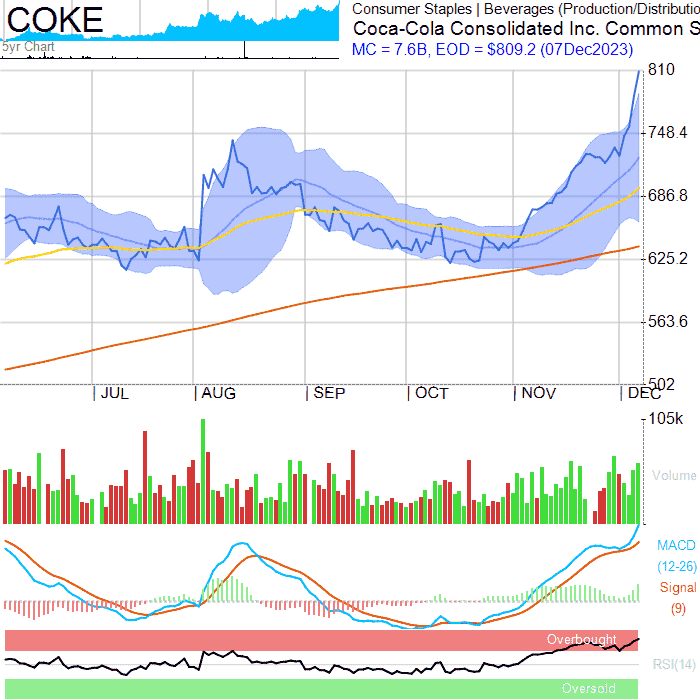 COKE
5yr Chart
Consumer Staples | Beverages (Production/Distributio
Coca-Cola Consolidated Inc. Common S
MC = 7.6B, EOD = $809.2 (07Dec2023)
810
748.4
686.8
625.2
563.6
502
JUL AUG SEP OCT NOV DEC
105k
Volume
MACD
(12-26)
Signal
(9)
Overbought
RSI(14)
Oversold